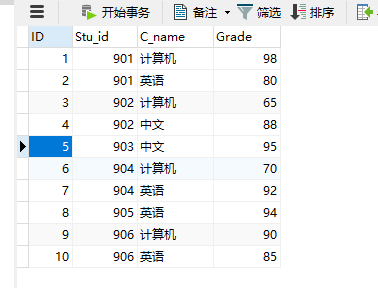 开始事务 备注 筛选 排序
ID Stu_id C_name Grade
1 901 计算机 98
2 901 英语 80
3 902 计算机 65
4 902 中文 88
5 903 中文 95
6 904 计算机 70
7 904 英语 92
8 905 英语 94
9 906 计算机 90
10 906 英语 85